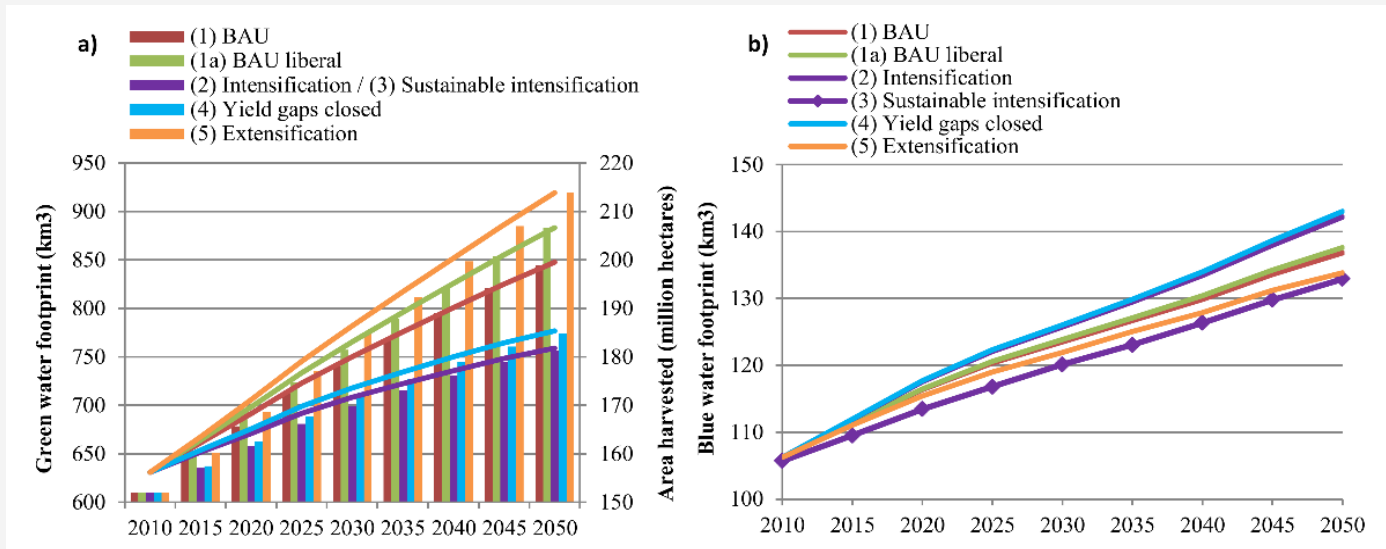 a)
(1) BAU
(1a) BAU liberal
(2) Intensification / (3) Sustainable intensification
(4) Yield gaps closed
(5) Extensification
Green water footprint (km3)
950
900
850
800
750
700
650
600
220
210
200
190
180
170
160
150
Area harvested (million hectares)
2010 2015 2020 2025 2030 2035 2040 2045 2050
b)
(1) BAU
(1a) BAU liberal
(2) Intensification
(3) Sustainable intensification
(4) Yield gaps closed
(5) Extensification
Blue water footprint (km3)
150
140
130
120
110
100
2010 2015 2020 2025 2030 2035 2040 2045 2050